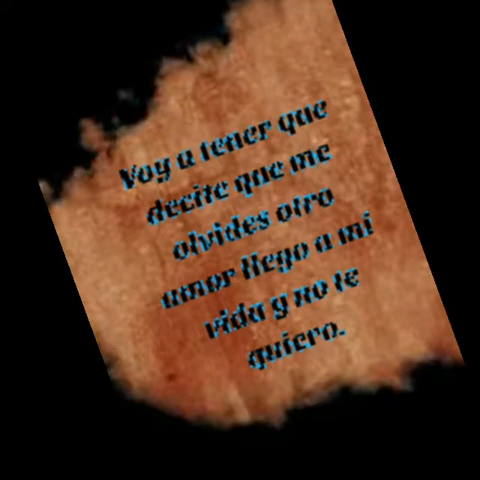 Voy a tener que
decite que me
olvides otro
amor llego a mi
vida y no te
quiero.